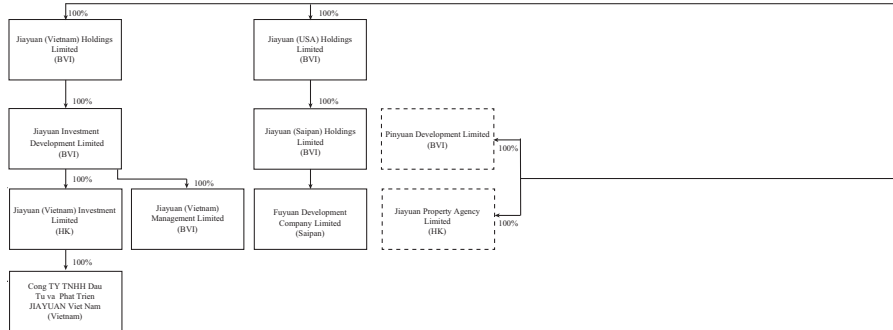 100%
100%
Jiayuan (Vietnam) Holdings
Limited
(BVI)
Jiayuan (USA) Holdings
Limited
(BVI)
100%
100%
Jiayuan Investment
Development Limited
(BVI)
Jiayuan (Saipan) Holdings
Limited
(BVI)
Pinyuan Development Limited
(BVI)
100%
100%
100%
100%
Jiayuan (Vietnam) Investment
Limited
(HK)
Jiayuan (Vietnam)
Management Limited
(BVI)
Fuyuan Development
Company Limited
(Saipan)
Jiayuan Property Agency
Limited
(HK)
100%
100%
Cong TY TNHH Dau
Tu va Phat Trien
JIAYUAN Viet Nam
(Vietnam)